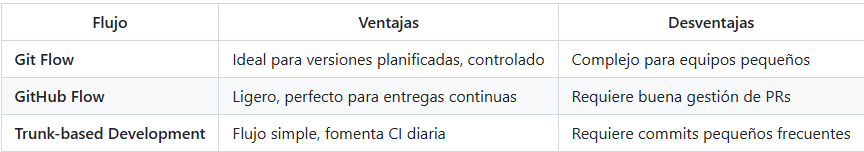 Flujo Ventajas Desventajas
Git Flow Ideal para versiones planificadas, controlado Complejo para equipos pequeños
GitHub Flow Ligero, perfecto para entregas continuas Requiere buena gestión de PRs
Trunk-based Development Flujo simple, fomenta CI diaria Requiere commits pequeños frecuentes